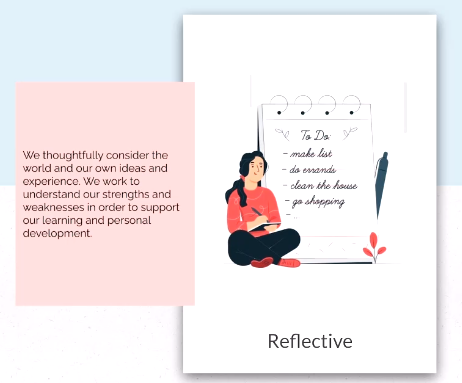 We thoughtfully consider the
world and our own ideas and
experience. We work to
understand our strengths and
weaknesses in order to support
our learning and personal
development.
To Do:
- make list
- do errands
- clean the house
- go shopping
-
Reflective